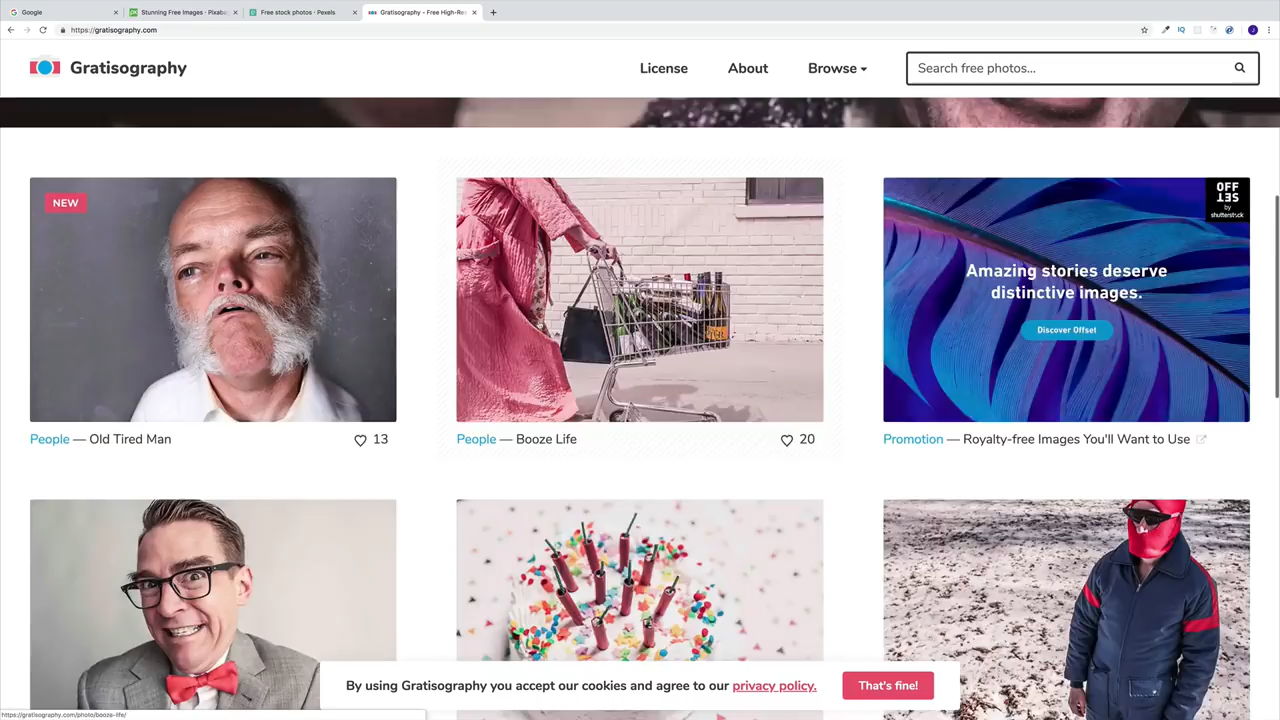 Google
Stunning Free Images · Pixaba
Free stock photos · Pexels
Gratisography - Free High-Res
https://gratisography.com
Gratisography
License
About
Browse
Search free photos...
NEW
OFF
SET
by
shutterstock
Amazing stories deserve
distinctive images.
Discover Offset
People — Old Tired Man
13
People — Booze Life
20
Promotion — Royalty-free Images You'll Want to Use
By using Gratisography you accept our cookies and agree to our privacy policy.
That's fine!
https://gratisography.com/photo/booze-life/